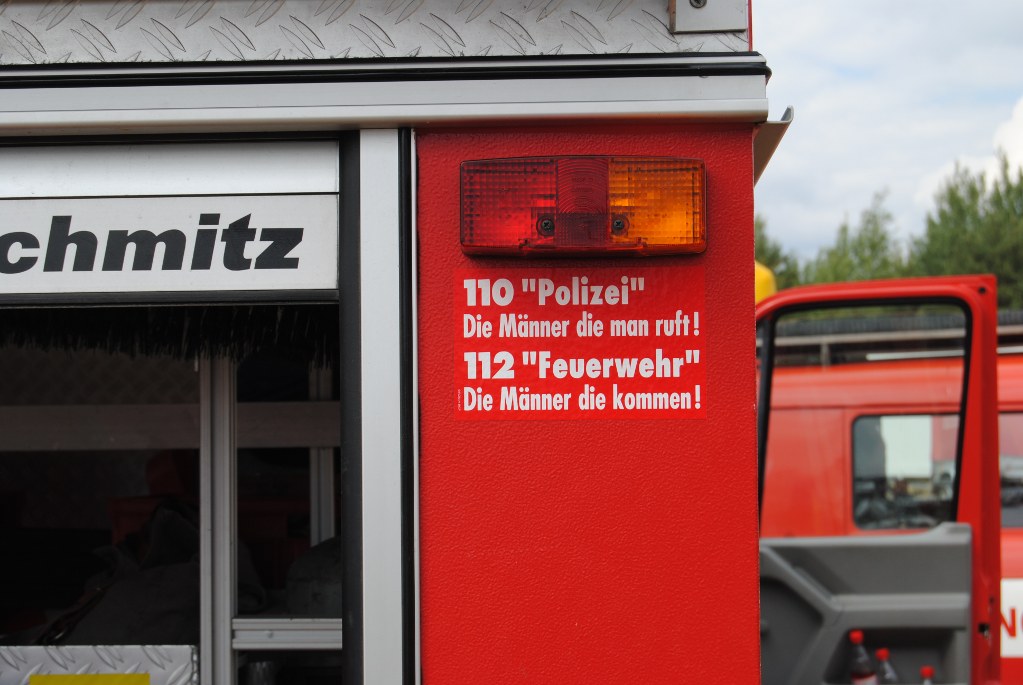 chmitz
110 "Polizei"
Die Männer die man ruft!
112 "Feuerwehr"
Die Männer die kommen!